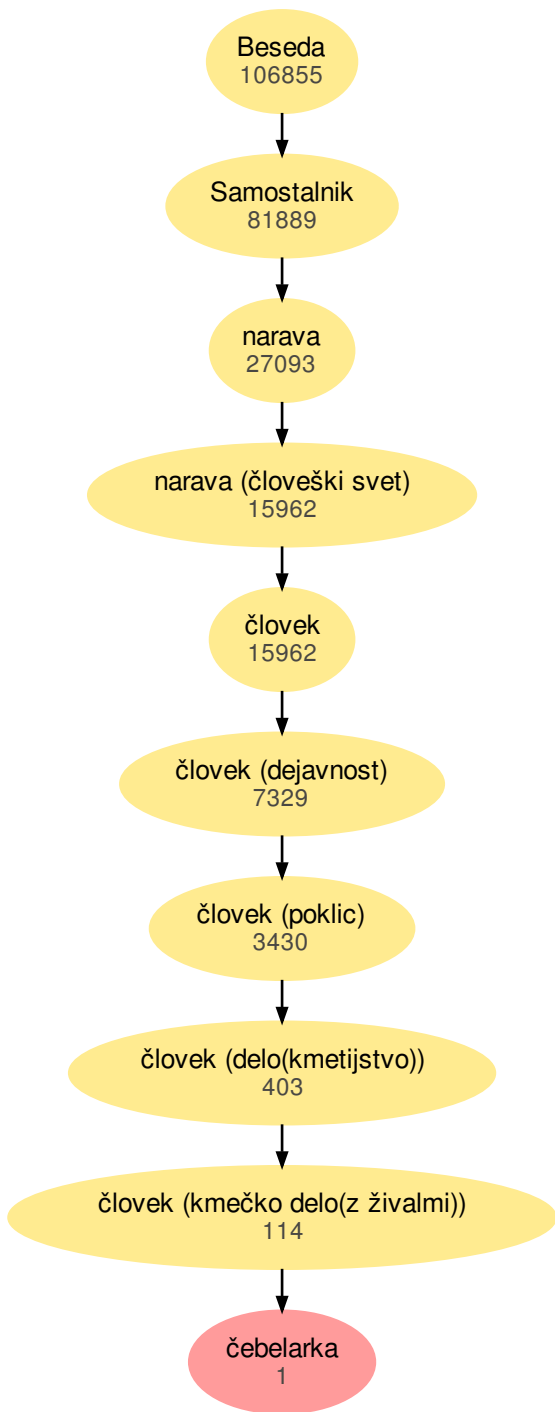 Beseda
106855
Samostalnik
81889
narava
27093
narava (človeški svet)
15962
človek
15962
človek (dejavnost)
7329
človek (poklic)
3430
človek (delo(kmetijstvo))
403
človek (kmečko delo(z živalmi))
114
čebelarka
1